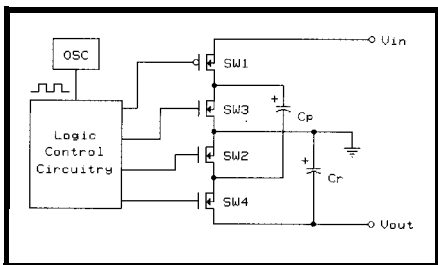 OSC
Vin
SW1
+
Cp
SW3
Logic
Control
Circuitry
SW2
+
Cr
SW4
Vout